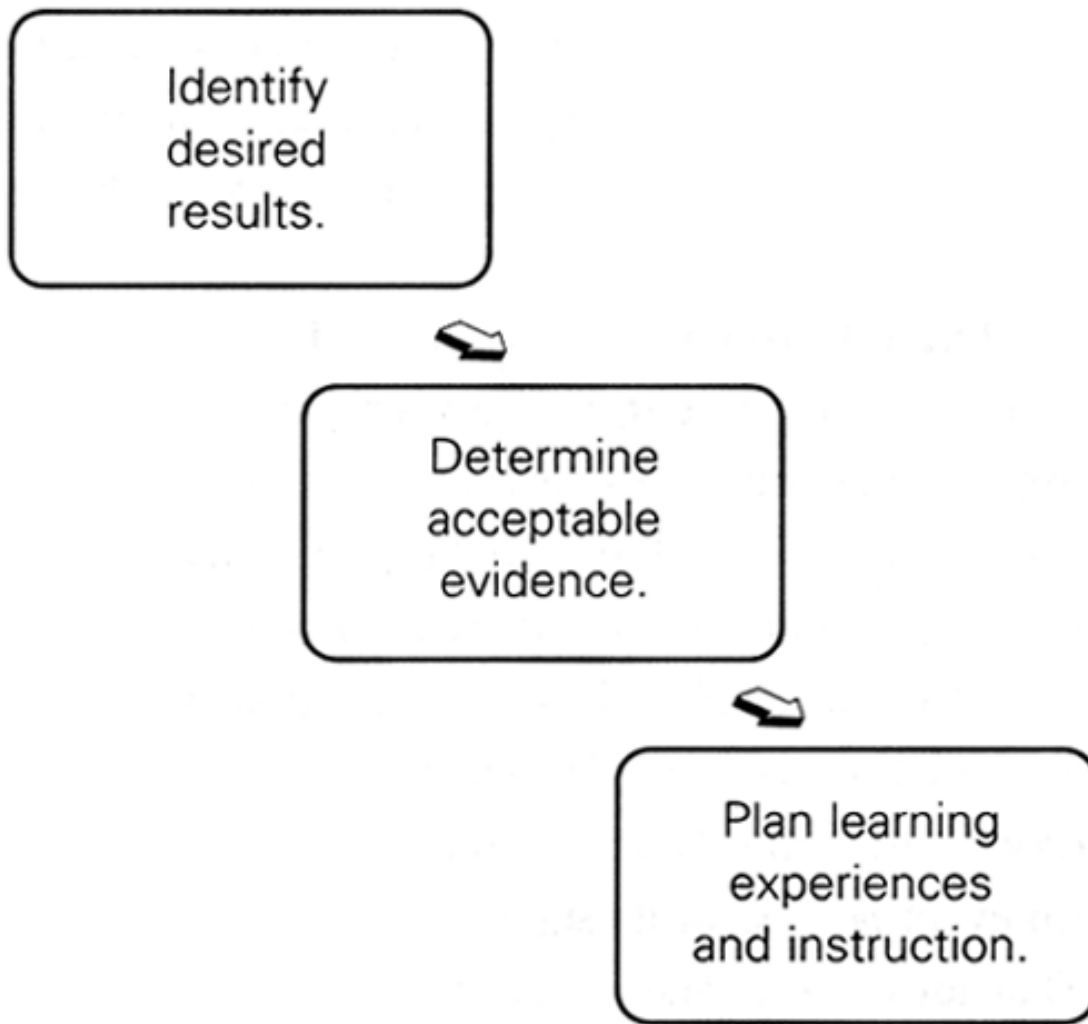 Identify
desired
results.
Determine
acceptable
evidence.
Plan learning
experiences
and instruction.